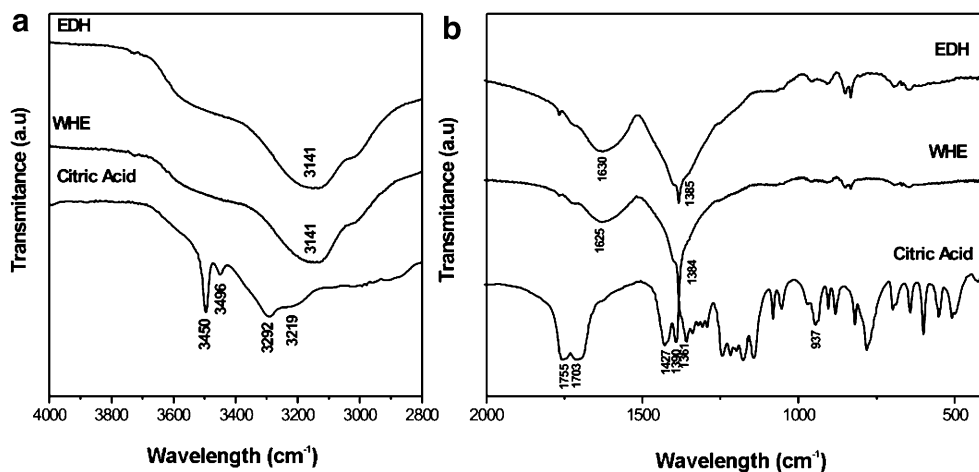 a
EDH
WHE
Citric Acid
3141
3141
3450
3496
3292
3219
Transmitance (a.u)
4000 3800 3600 3400 3200 3000 2800
Wavelength (cm-1)
b
EDH
WHE
Citric Acid
1630
1385
1625
1384
1755
1703
1427
1390
1361
937
Transmitance (a.u)
2000 1500 1000 500
Wavelength (cm-1)